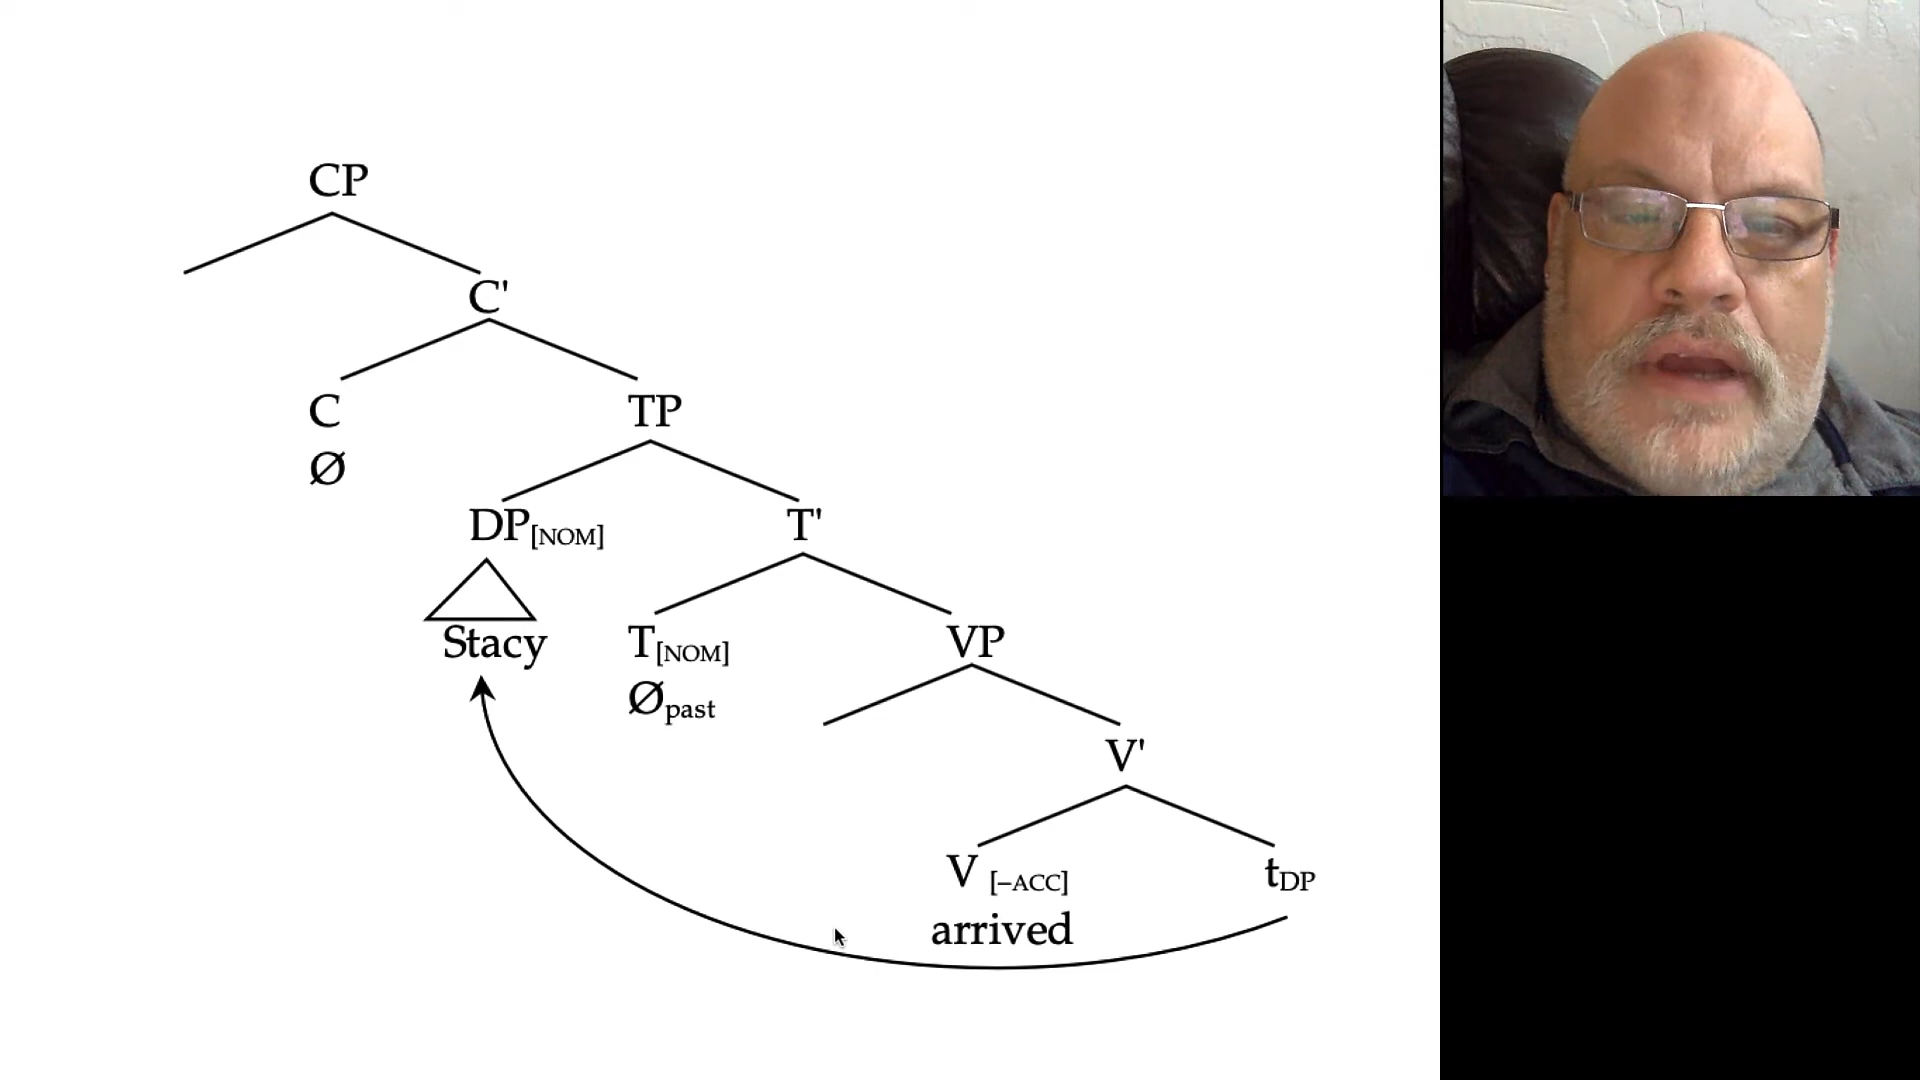 CP
C'
C TP
Ø
DP[NOM] T'
Stacy T[NOM] VP
Øpast
V'
V [–ACC] tDP
arrived